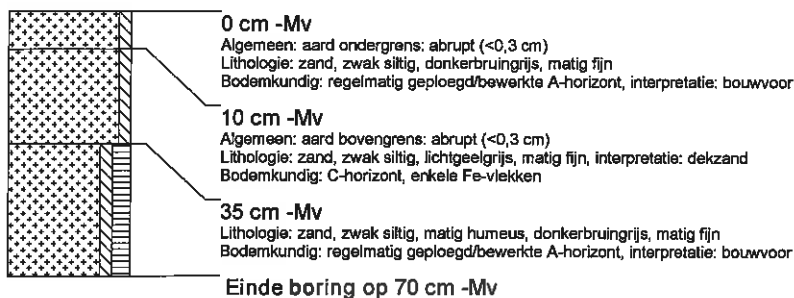 0 cm -Mv
Algemeen: aard ondergrens: abrupt (<0,3 cm)
Lithologie: zand, zwak siltig, donkerbruingrijs, matig fijn
Bodemkundig: regelmatig geploegd/bewerkte A-horizont, interpretatie: bouwvoor
10 cm -Mv
Algemeen: aard bovengrens: abrupt (<0,3 cm)
Lithologie: zand, zwak siltig, lichtgeelgrijs, matig fijn, interpretatie: dekzand
Bodemkundig: C-horizont, enkele Fe-vlekken
35 cm -Mv
Lithologie: zand, zwak siltig, matig humeus, donkerbruingrijs, matig fijn
Bodemkundig: regelmatig geploegd/bewerkte A-horizont, interpretatie: bouwvoor
Einde boring op 70 cm -Mv